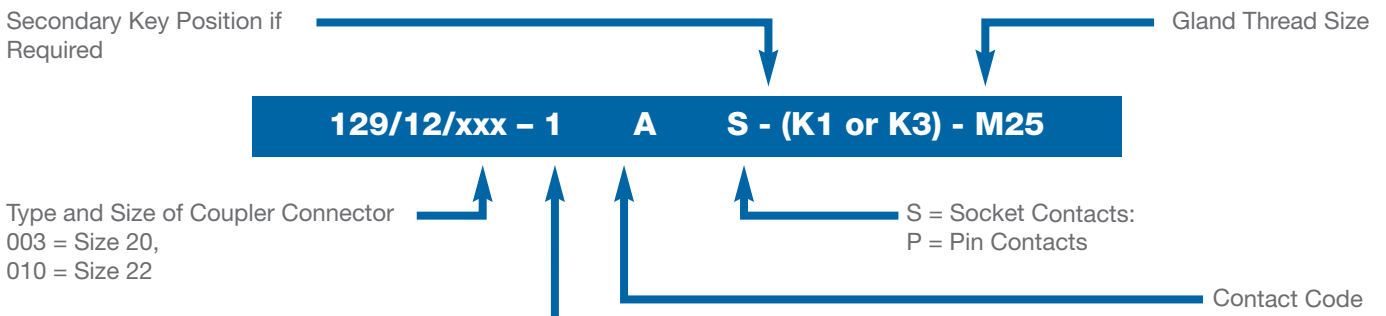 Secondary Key Position if
Required
Gland Thread Size
129/12/xxx – 1 A S - (K1 or K3) - M25
Type and Size of Coupler Connector
003 = Size 20,
010 = Size 22
S = Socket Contacts:
P = Pin Contacts
Contact Code